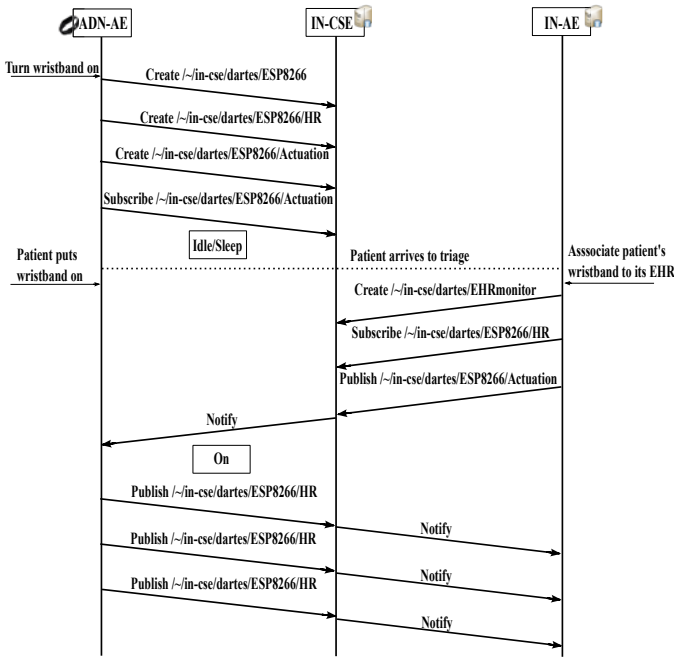 ADN-AE
IN-CSE
IN-AE
Turn wristband on
Create /~/in-cse/dartes/ESP8266
Create /~/in-cse/dartes/ESP8266/HR
Create /~/in-cse/dartes/ESP8266/Actuation
Subscribe /~/in-cse/dartes/ESP8266/Actuation
Idle/Sleep
Patient puts
wristband on
Patient arrives to triage
Asssociate patient's
wristband to its EHR
Create /~/in-cse/dartes/EHRmonitor
Subscribe /~/in-cse/dartes/ESP8266/HR
Publish /~/in-cse/dartes/ESP8266/Actuation
Notify
On
Publish /~/in-cse/dartes/ESP8266/HR
Notify
Publish /~/in-cse/dartes/ESP8266/HR
Notify
Publish /~/in-cse/dartes/ESP8266/HR
Notify